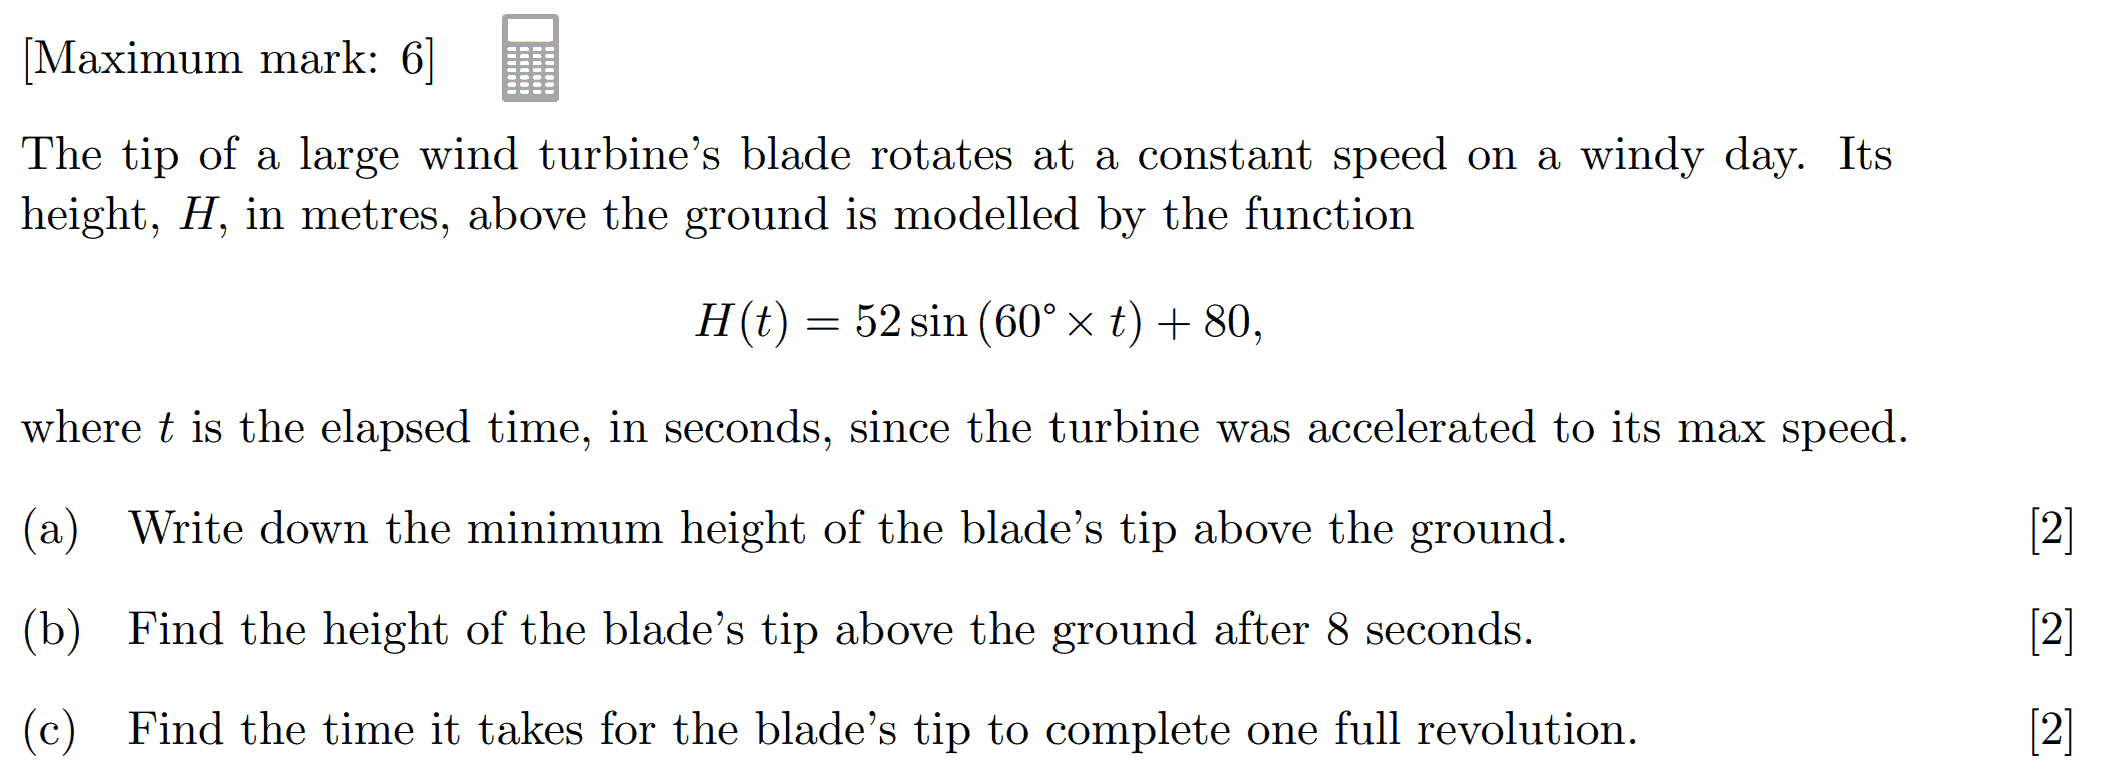 [Maximum mark: 6]
The tip of a large wind turbine's blade rotates at a constant speed on a windy day. Its
height, H, in metres, above the ground is modelled by the function
H(t) = 52 sin (60° × t) + 80,
where t is the elapsed time, in seconds, since the turbine was accelerated to its max speed.
(a) Write down the minimum height of the blade's tip above the ground. [2]
(b) Find the height of the blade's tip above the ground after 8 seconds. [2]
(c) Find the time it takes for the blade's tip to complete one full revolution. [2]